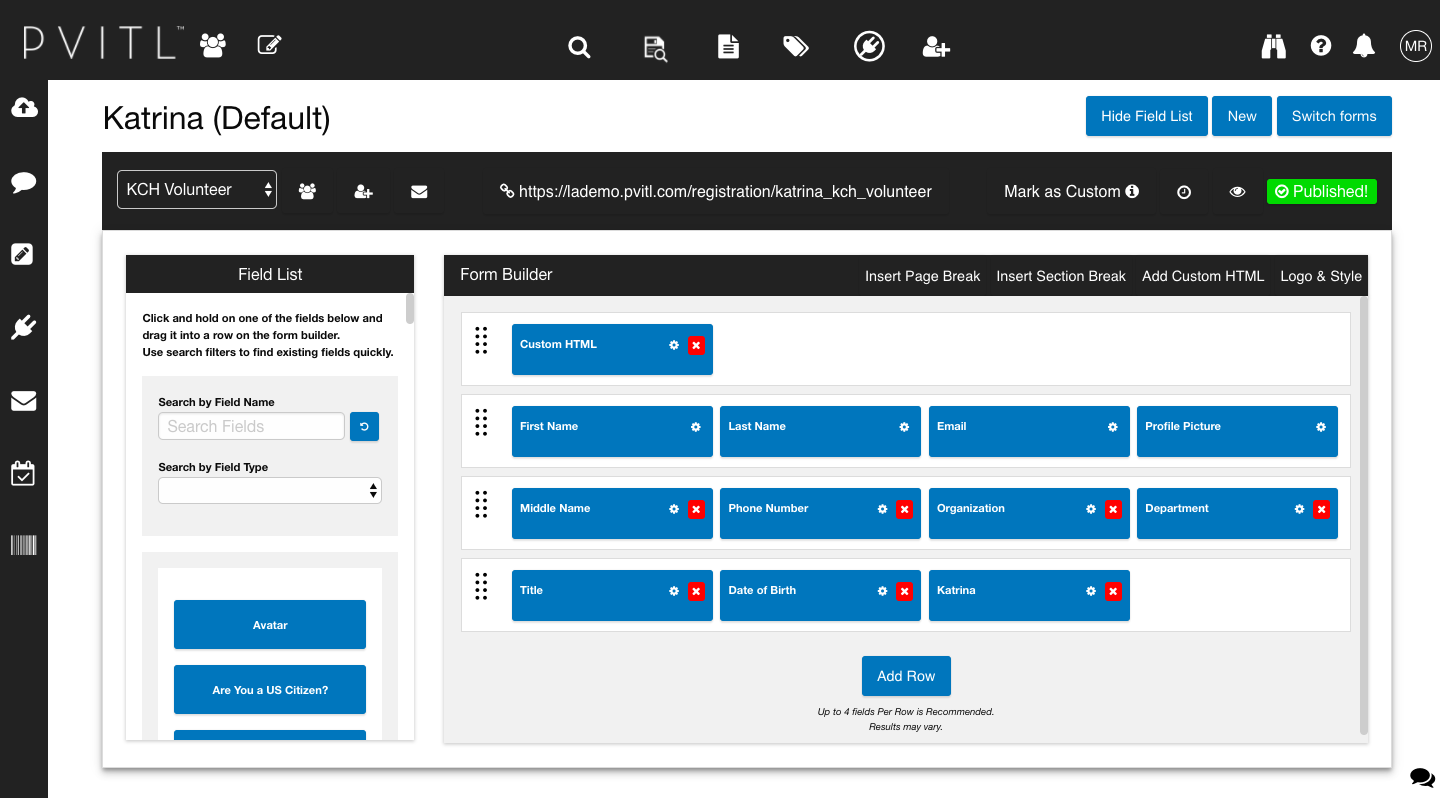 PVITL™
MR
Katrina (Default)
Hide Field List
New
Switch forms
KCH Volunteer
https://lademo.pvitl.com/registration/katrina_kch_volunteer
Mark as Custom
Published!
Field List
Click and hold on one of the fields below and
drag it into a row on the form builder.
Use search filters to find existing fields quickly.
Search by Field Name
Search Fields
Search by Field Type
Avatar
Are You a US Citizen?
Form Builder
Insert Page Break
Insert Section Break
Add Custom HTML
Logo & Style
Custom HTML
First Name
Last Name
Email
Profile Picture
Middle Name
Phone Number
Organization
Department
Title
Date of Birth
Katrina
Add Row
Up to 4 fields Per Row is Recommended.
Results may vary.